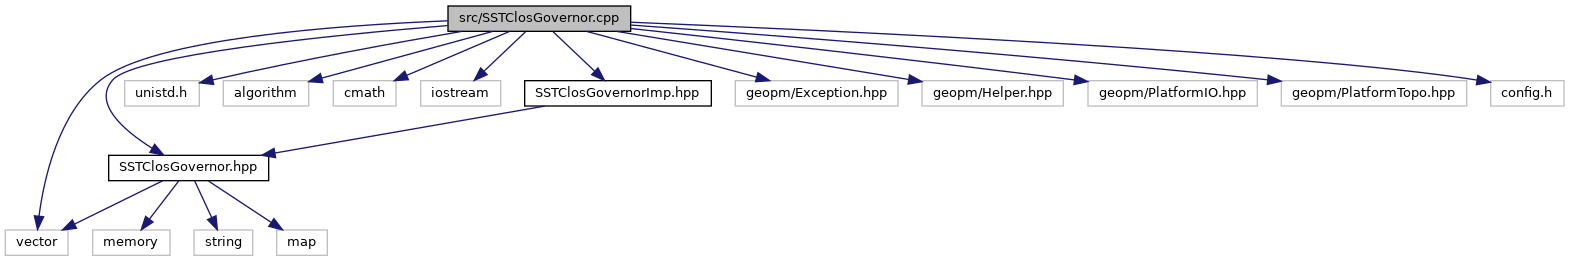 src/SSTClosGovernor.cpp
unistd.h
algorithm
cmath
iostream
SSTClosGovernorImp.hpp
geopm/Exception.hpp
geopm/Helper.hpp
geopm/PlatformIO.hpp
geopm/PlatformTopo.hpp
config.h
SSTClosGovernor.hpp
vector
memory
string
map